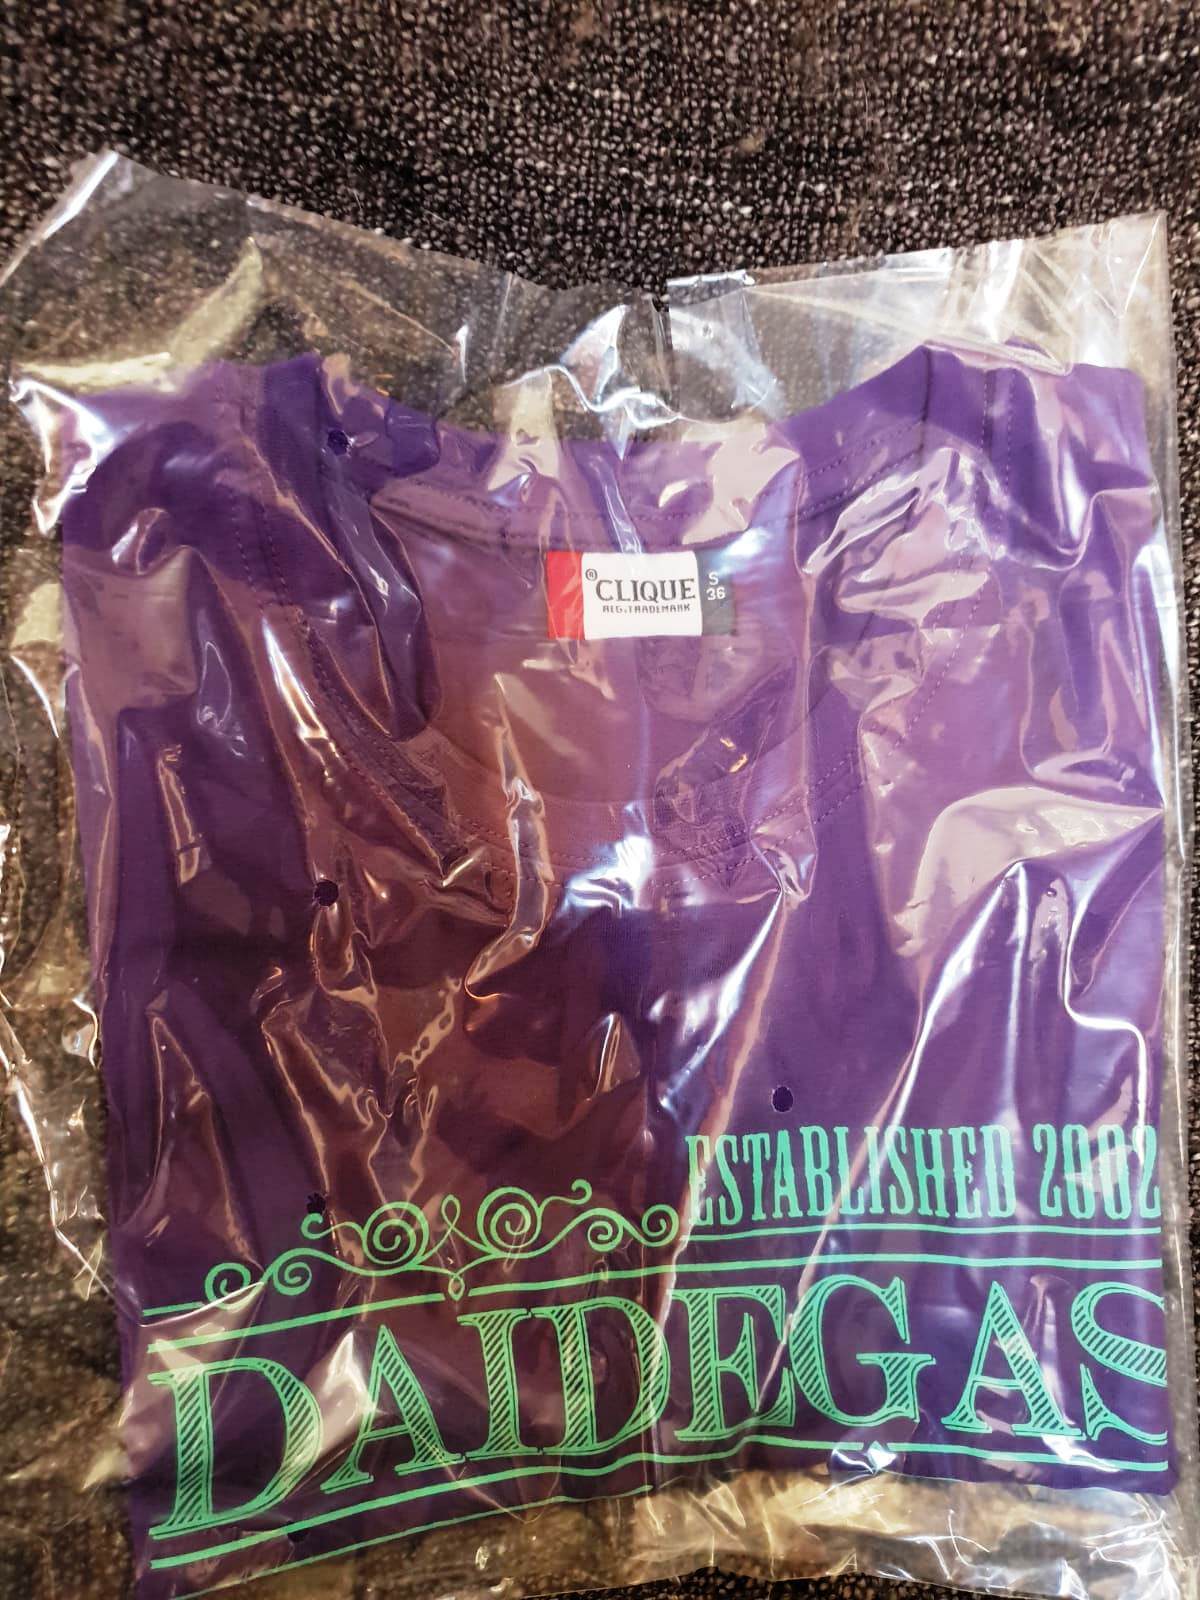 ®CLIQUE
REG.TRADEMARK
S
36
ESTABLISHED 2002
DAIDEGAS